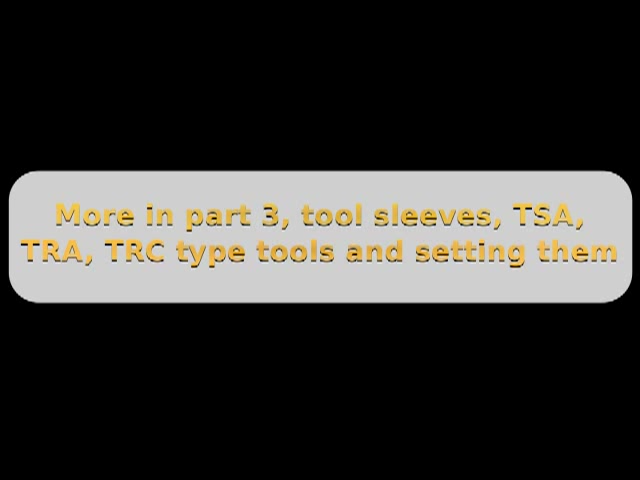 More in part 3, tool sleeves, TSA,
TRA, TRC type tools and setting them